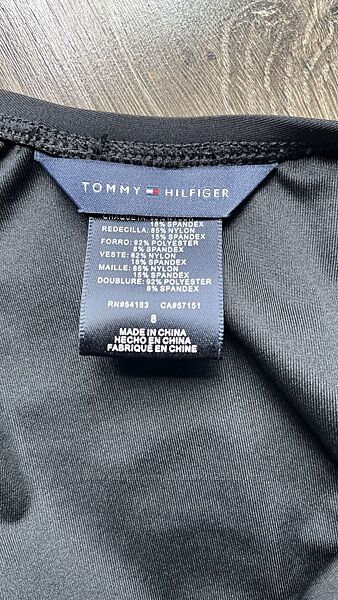 TOMMY HILFIGER
18% SPANDEX
REDECILLA: 85% NYLON
15% SPANDEX
FORRO: 92% POLYESTER
8% SPANDEX
VESTE: 82% NYLON
18% SPANDEX
MAILLE: 85% NYLON
15% SPANDEX
DOUBLURE: 92% POLYESTER
8% SPANDEX
RN#54163 CA#57151
8
MADE IN CHINA
HECHO EN CHINA
FABRIQUÉ EN CHINE